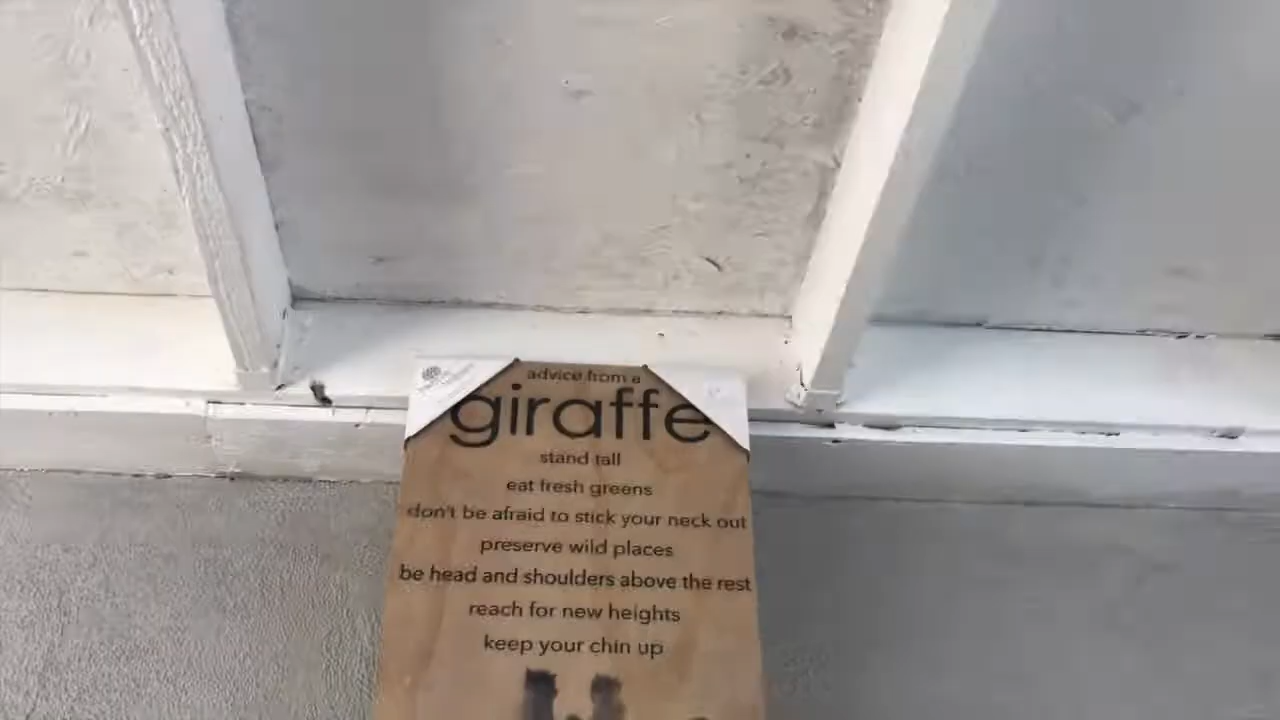 advice from a
giraffe
stand tall
eat fresh greens
don't be afraid to stick your neck out
preserve wild places
be head and shoulders above the rest
reach for new heights
keep your chin up